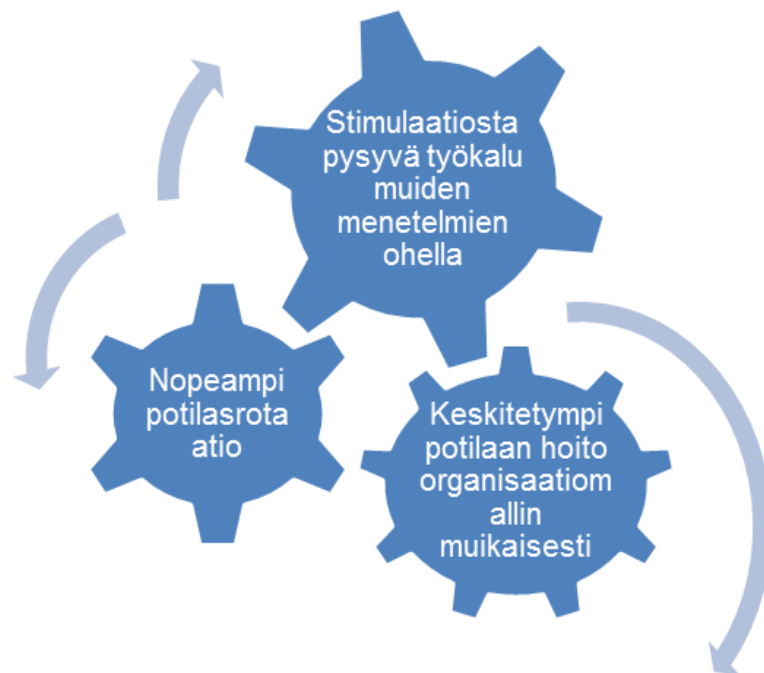 Stimulaatiosta
pysyvä työkalu
muiden
menetelmien
ohella
Nopeampi
potilasrota
atio
Keskitetympi
potilaan hoito
organisaatiom
allin
muikaisesti